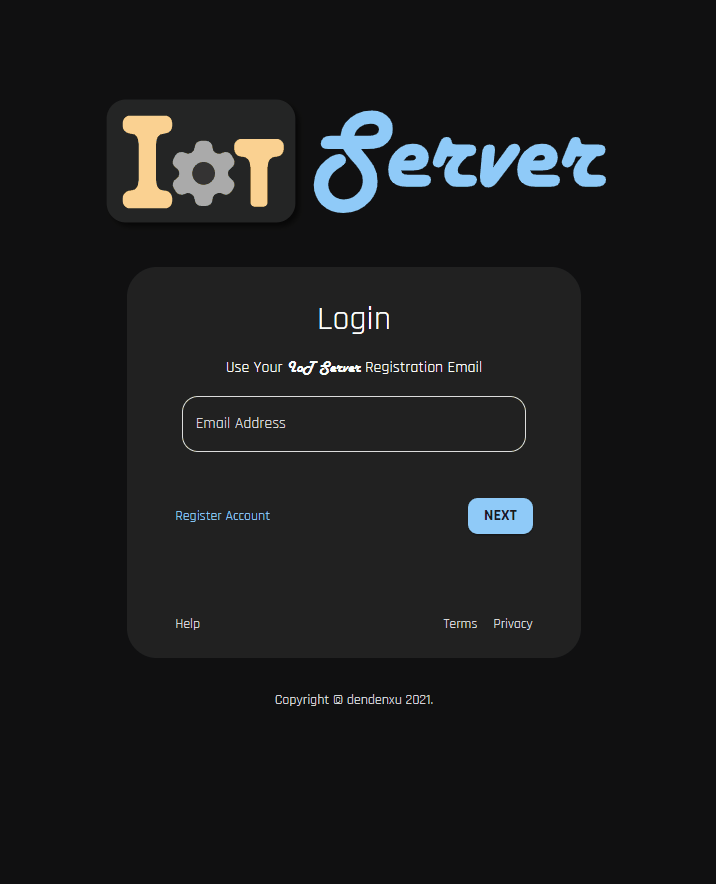 IoT Server
Login
Use Your IoT Server Registration Email
Email Address
Register Account
NEXT
Help
Terms Privacy
Copyright © dendenxu 2021.